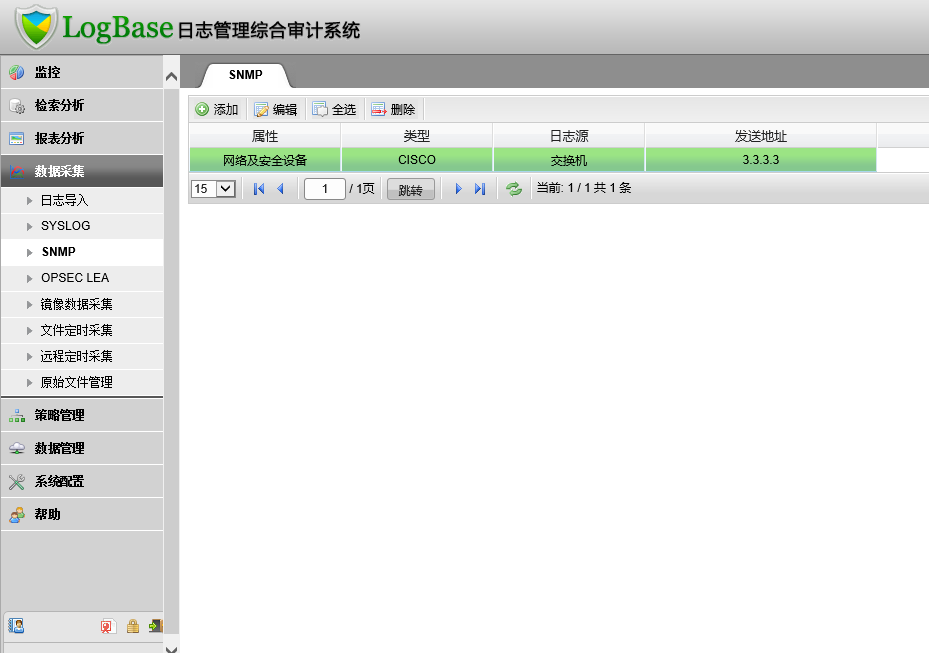 LogBase日志管理综合审计系统
监控
检索分析
报表分析
数据采集
日志导入
SYSLOG
SNMP
OPSEC LEA
镜像数据采集
文件定时采集
远程定时采集
原始文件管理
策略管理
数据管理
系统配置
帮助
SNMP
添加 编辑 全选 删除
属性 类型 日志源 发送地址
网络及安全设备 CISCO 交换机 3.3.3.3
15 1 / 1页 跳转 当前: 1 / 1 共 1 条